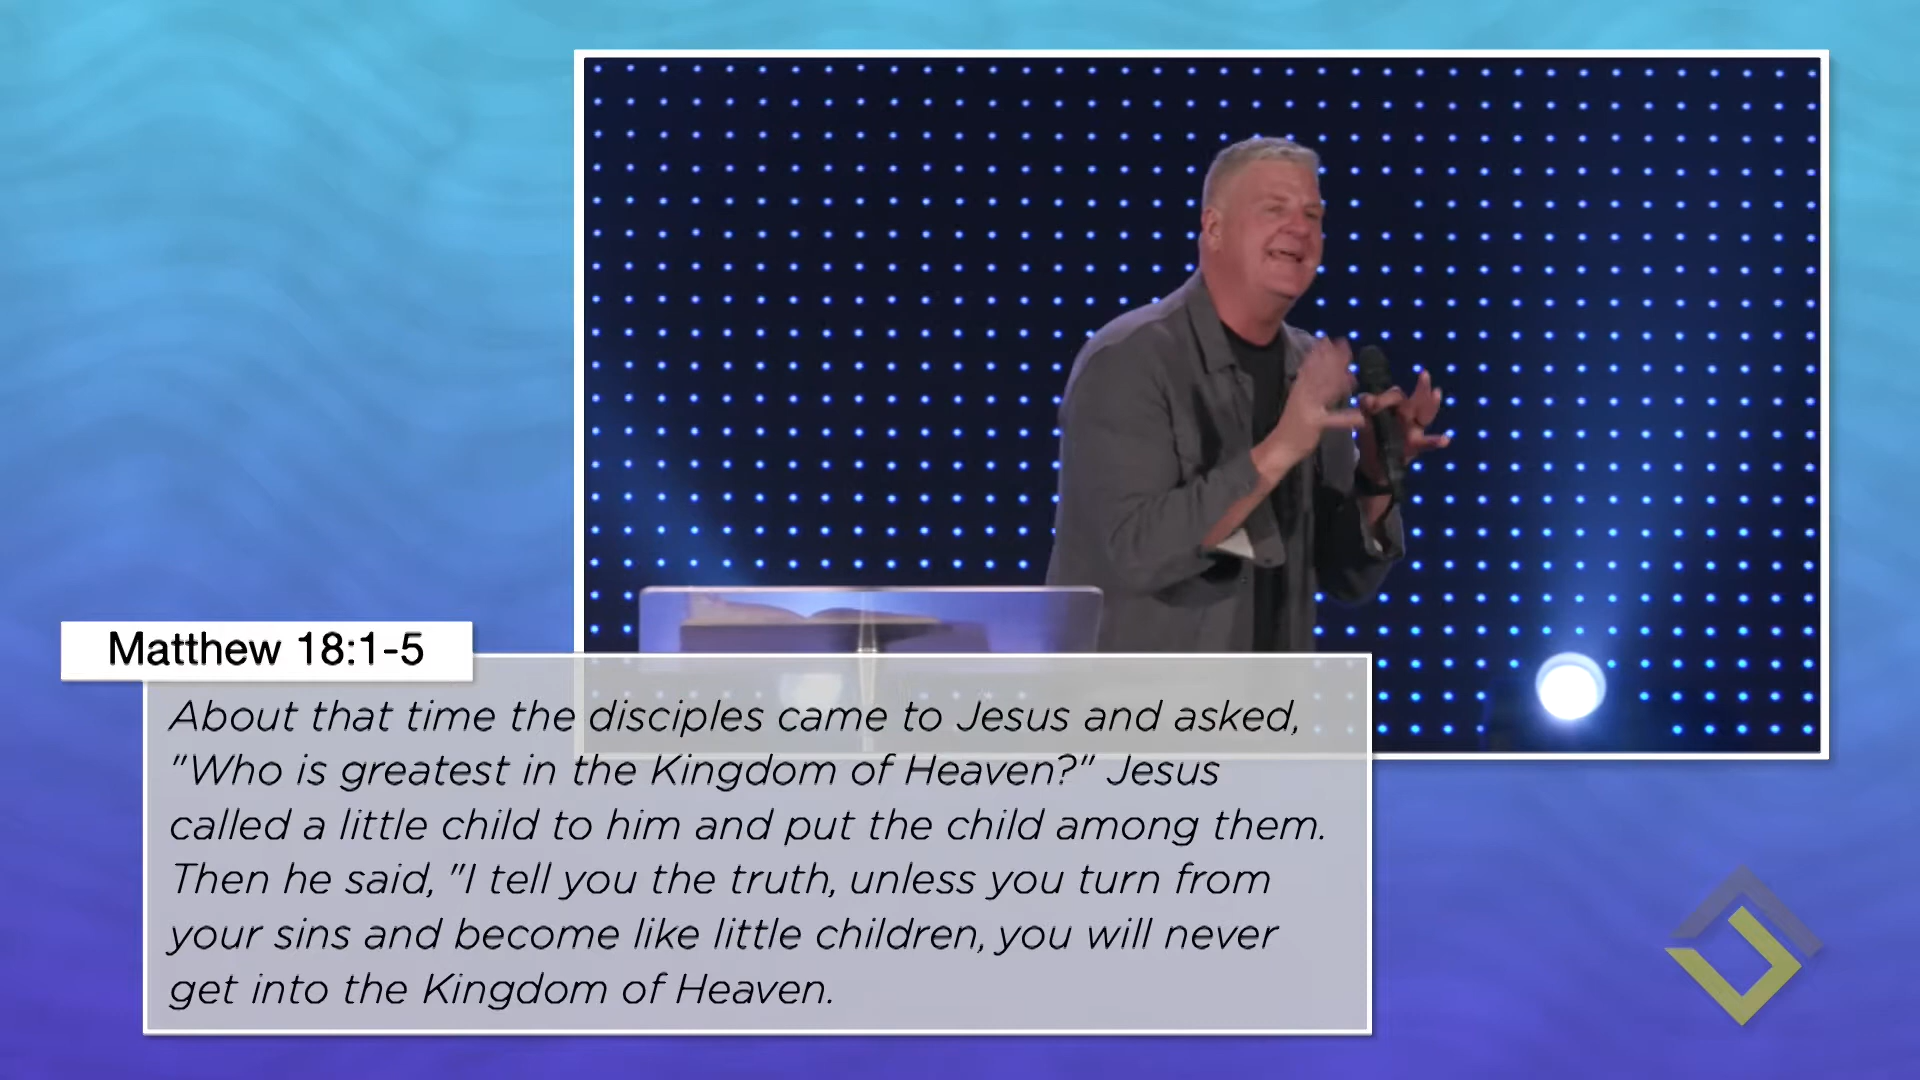 Matthew 18:1-5
About that time the disciples came to Jesus and asked,
"Who is greatest in the Kingdom of Heaven?" Jesus
called a little child to him and put the child among them.
Then he said, "I tell you the truth, unless you turn from
your sins and become like little children, you will never
get into the Kingdom of Heaven.